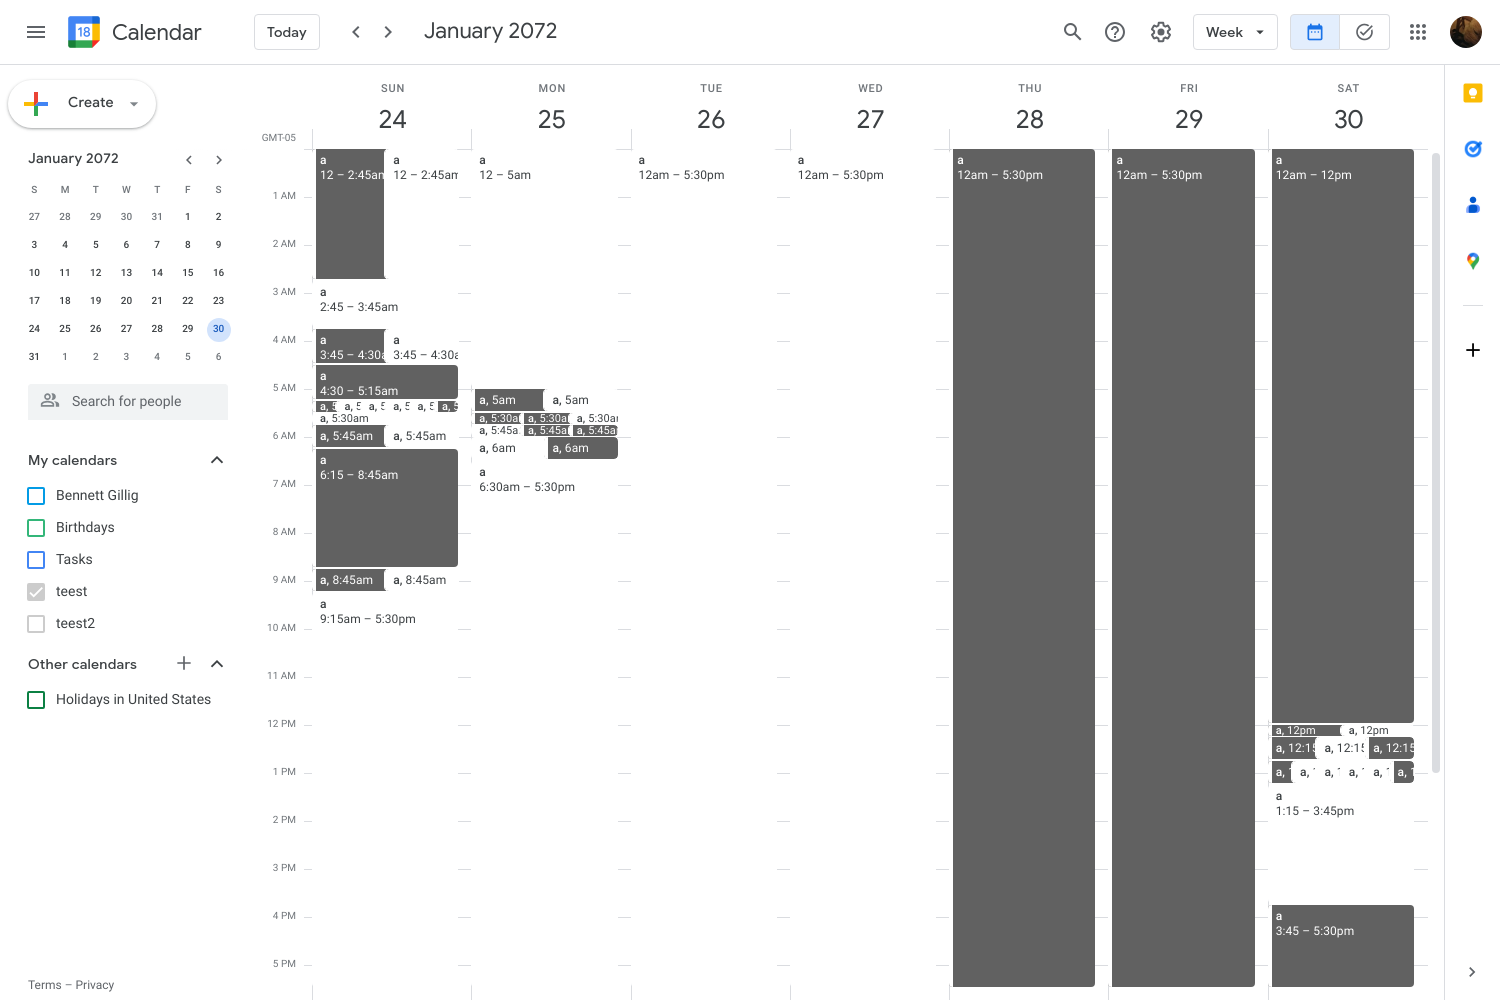 18 Calendar
Today
January 2072
Week
Create
January 2072
S M T W T F S
27 28 29 30 31 1 2
3 4 5 6 7 8 9
10 11 12 13 14 15 16
17 18 19 20 21 22 23
24 25 26 27 28 29 30
31 1 2 3 4 5 6
Search for people
My calendars
Bennett Gillig
Birthdays
Tasks
teest
teest2
Other calendars
Holidays in United States
Terms – Privacy
SUN MON TUE WED THU FRI SAT
24 25 26 27 28 29 30
GMT-05
1 AM
2 AM
3 AM
4 AM
5 AM
6 AM
7 AM
8 AM
9 AM
10 AM
11 AM
12 PM
1 PM
2 PM
3 PM
4 PM
5 PM
a
12 – 2:45am
a
12 – 2:45am
a
2:45 – 3:45am
a
3:45 – 4:30a
a
3:45 – 4:30a
a
4:30 – 5:15am
a, 5
a, 5
a, 5
a, 5
a, 5
a, 5
a, 5:30am
a, 5:45am
a, 5:45am
a
6:15 – 8:45am
a, 8:45am
a, 8:45am
a
9:15am – 5:30pm
a
12 – 5am
a, 5am
a, 5am
a, 5:30a
a, 5:30a
a, 5:30a
a, 5:45a
a, 5:45a
a, 5:45a
a, 6am
a, 6am
a
6:30am – 5:30pm
a
12am – 5:30pm
a
12am – 5:30pm
a
12am – 5:30pm
a
12am – 5:30pm
a
12am – 12pm
a, 12pm
a, 12pm
a, 12:15
a, 12:15
a, 12:15
a,
a,
a,
a,
a,
a,
a
1:15 – 3:45pm
a
3:45 – 5:30pm